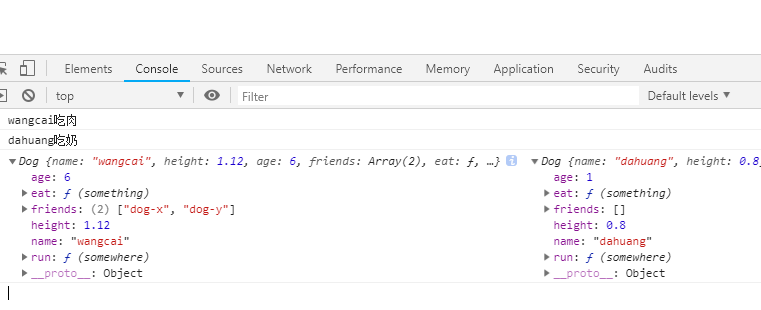 Elements Console Sources Network Performance Memory Application Security Audits
top ▼ Filter Default levels ▼
wangcai吃肉
dahuang吃奶
▼Dog {name: "wangcai", height: 1.12, age: 6, friends: Array(2), eat: ƒ, …} i ▼Dog {name: "dahuang", height: 0.8,
age: 6 age: 1
▶eat: ƒ (something) ▶eat: ƒ (something)
▶friends: (2) ["dog-x", "dog-y"] ▶friends: []
height: 1.12 height: 0.8
name: "wangcai" name: "dahuang"
▶run: ƒ (somewhere) ▶run: ƒ (somewhere)
▶__proto__: Object ▶__proto__: Object